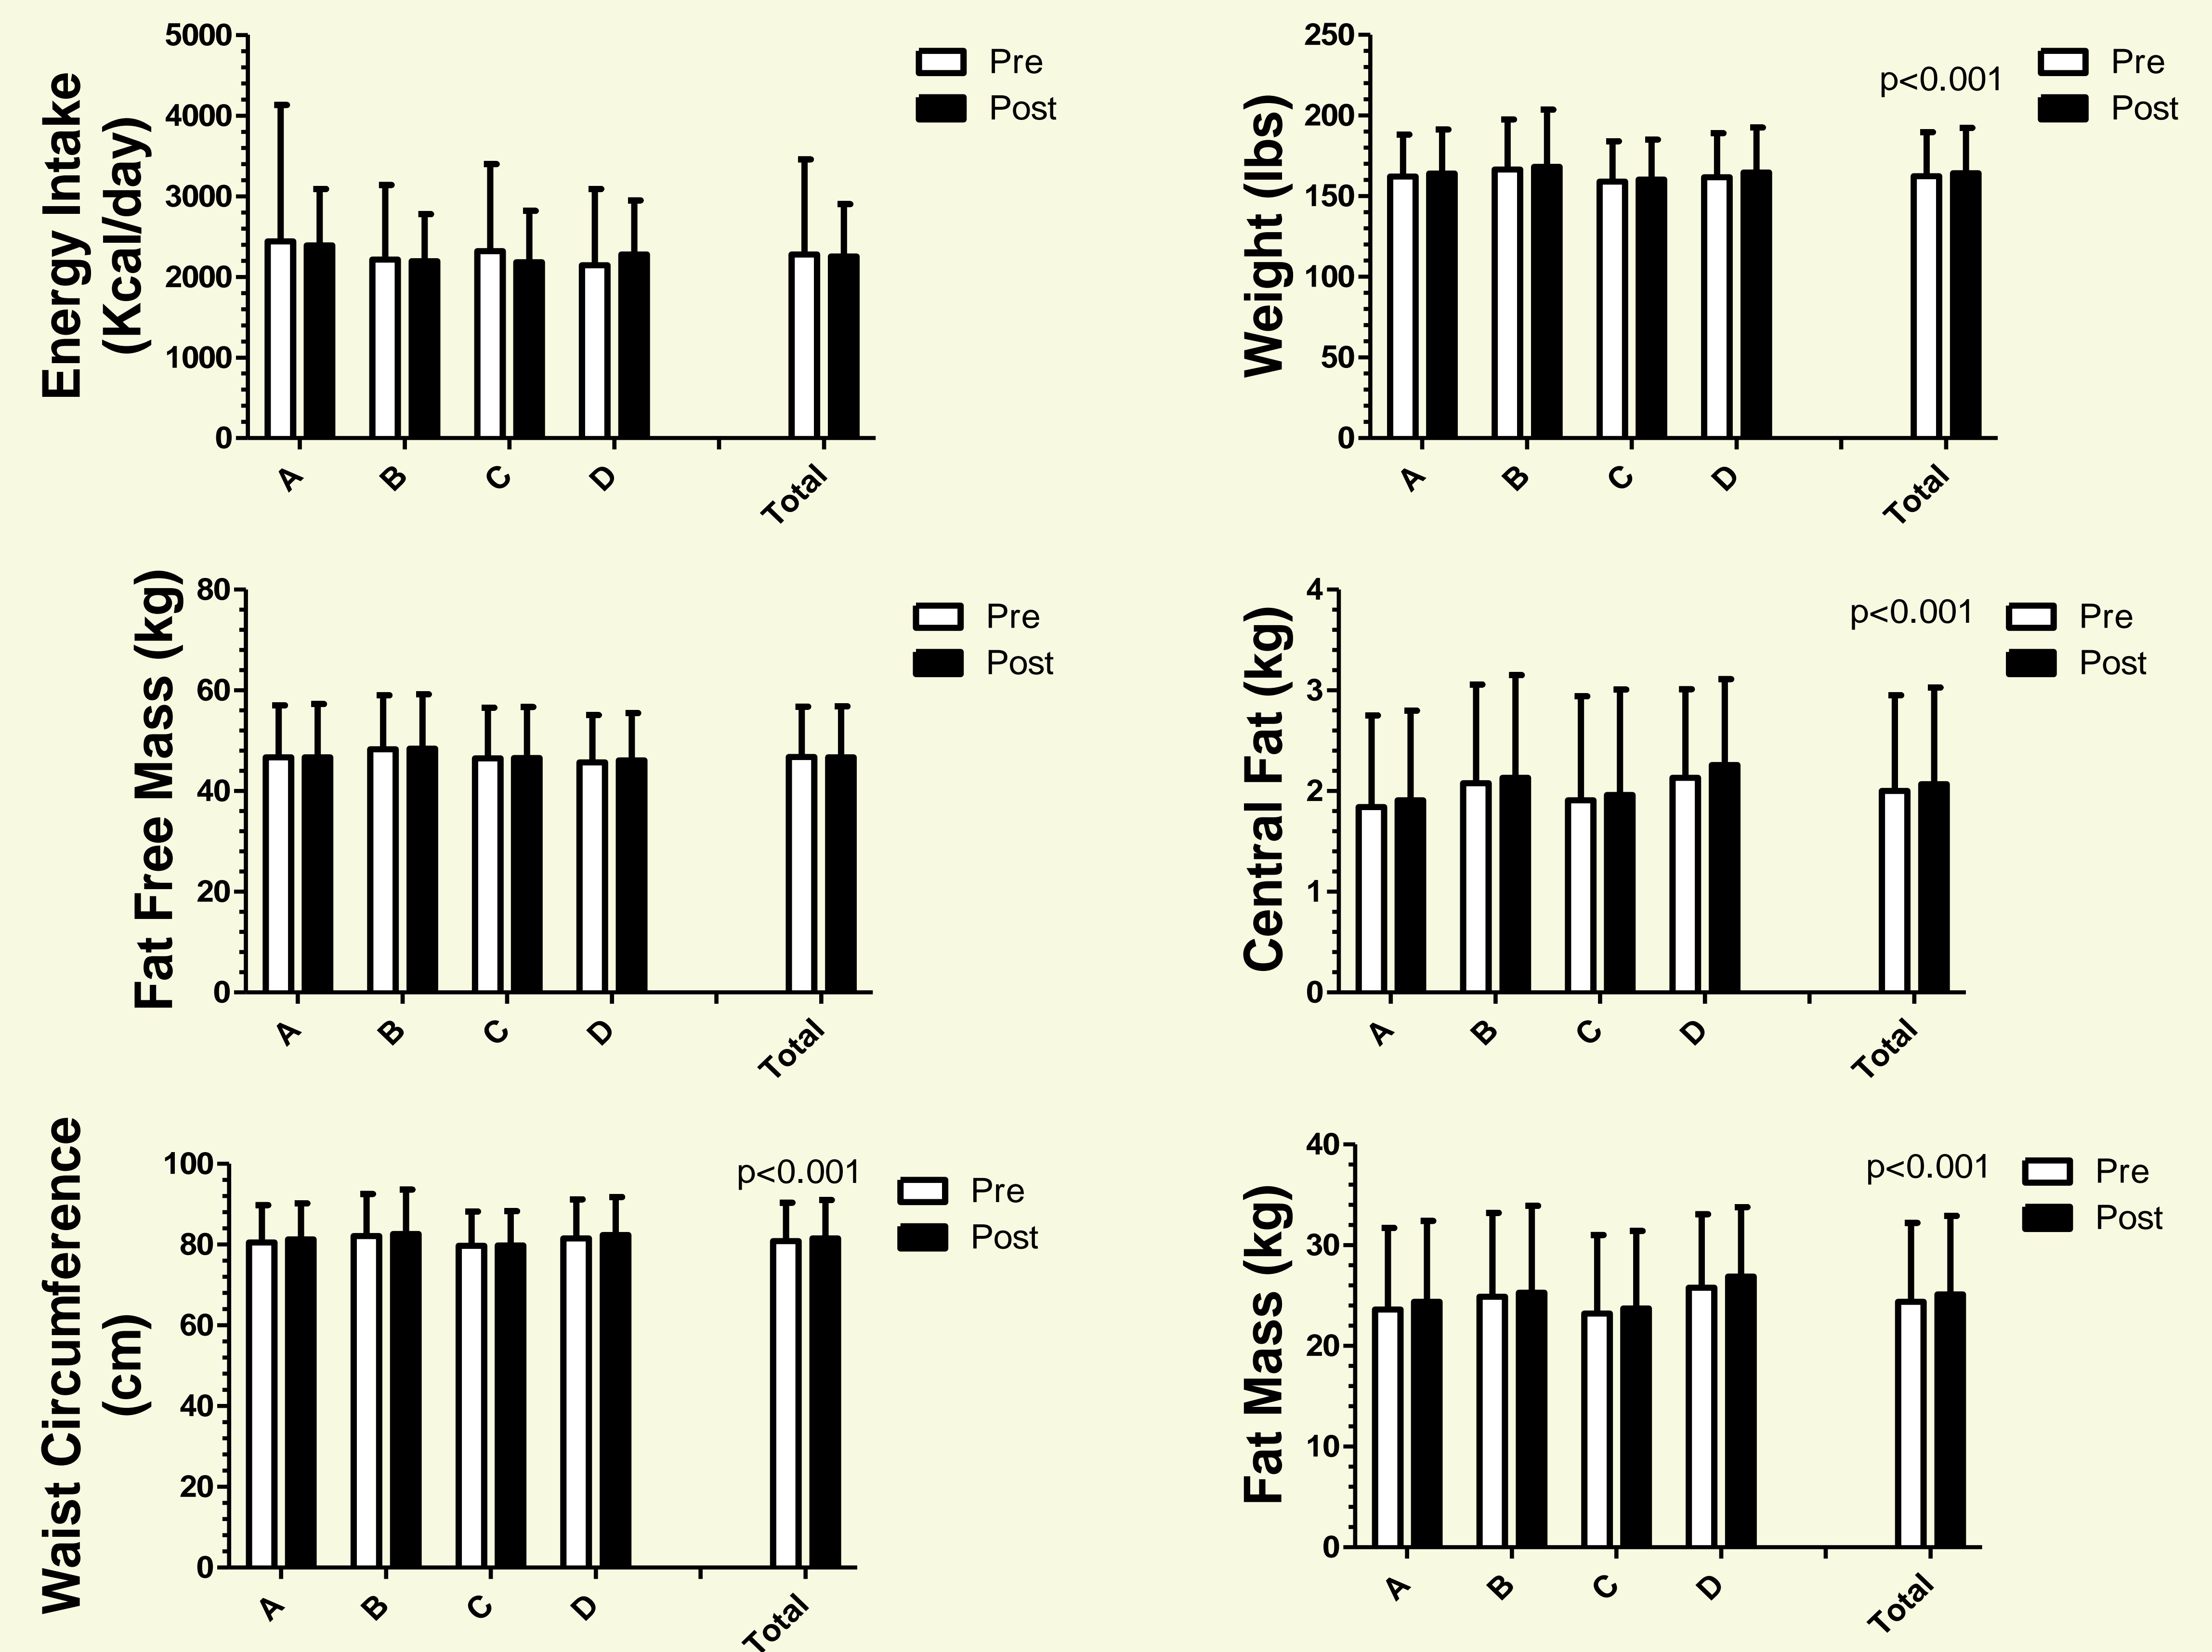 Energy Intake
(Kcal/day)
5000
4000
3000
2000
1000
0
A
B
C
D
Total
Pre
Post
Weight (lbs)
250
200
150
100
50
0
A
B
C
D
Total
p<0.001
Pre
Post
Fat Free Mass (kg)
80
60
40
20
0
A
B
C
D
Total
Pre
Post
Central Fat (kg)
4
3
2
1
0
A
B
C
D
Total
p<0.001
Pre
Post
Waist Circumference
(cm)
100
80
60
40
20
0
A
B
C
D
Total
p<0.001
Pre
Post
Fat Mass (kg)
40
30
20
10
0
A
B
C
D
Total
p<0.001
Pre
Post